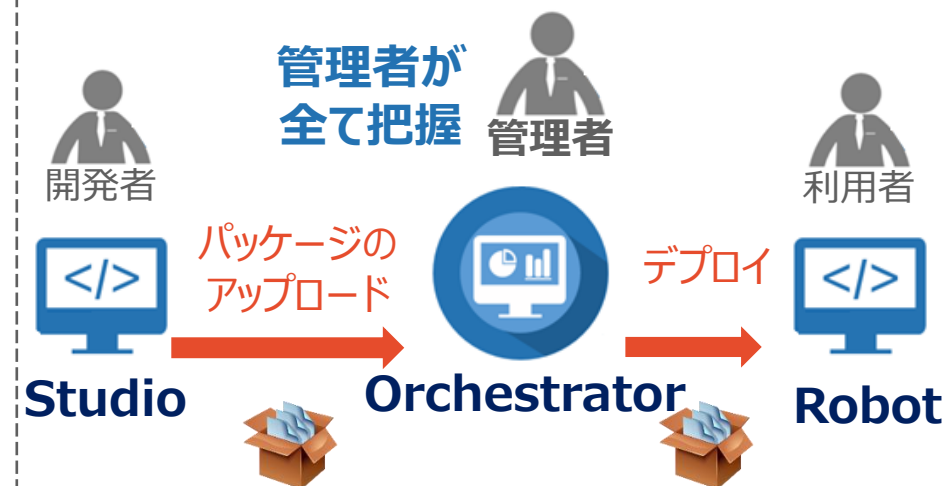 管理者が
全て把握
管理者
開発者
利用者
パッケージの
アップロード
デプロイ
</>
</>
Studio
Orchestrator
Robot